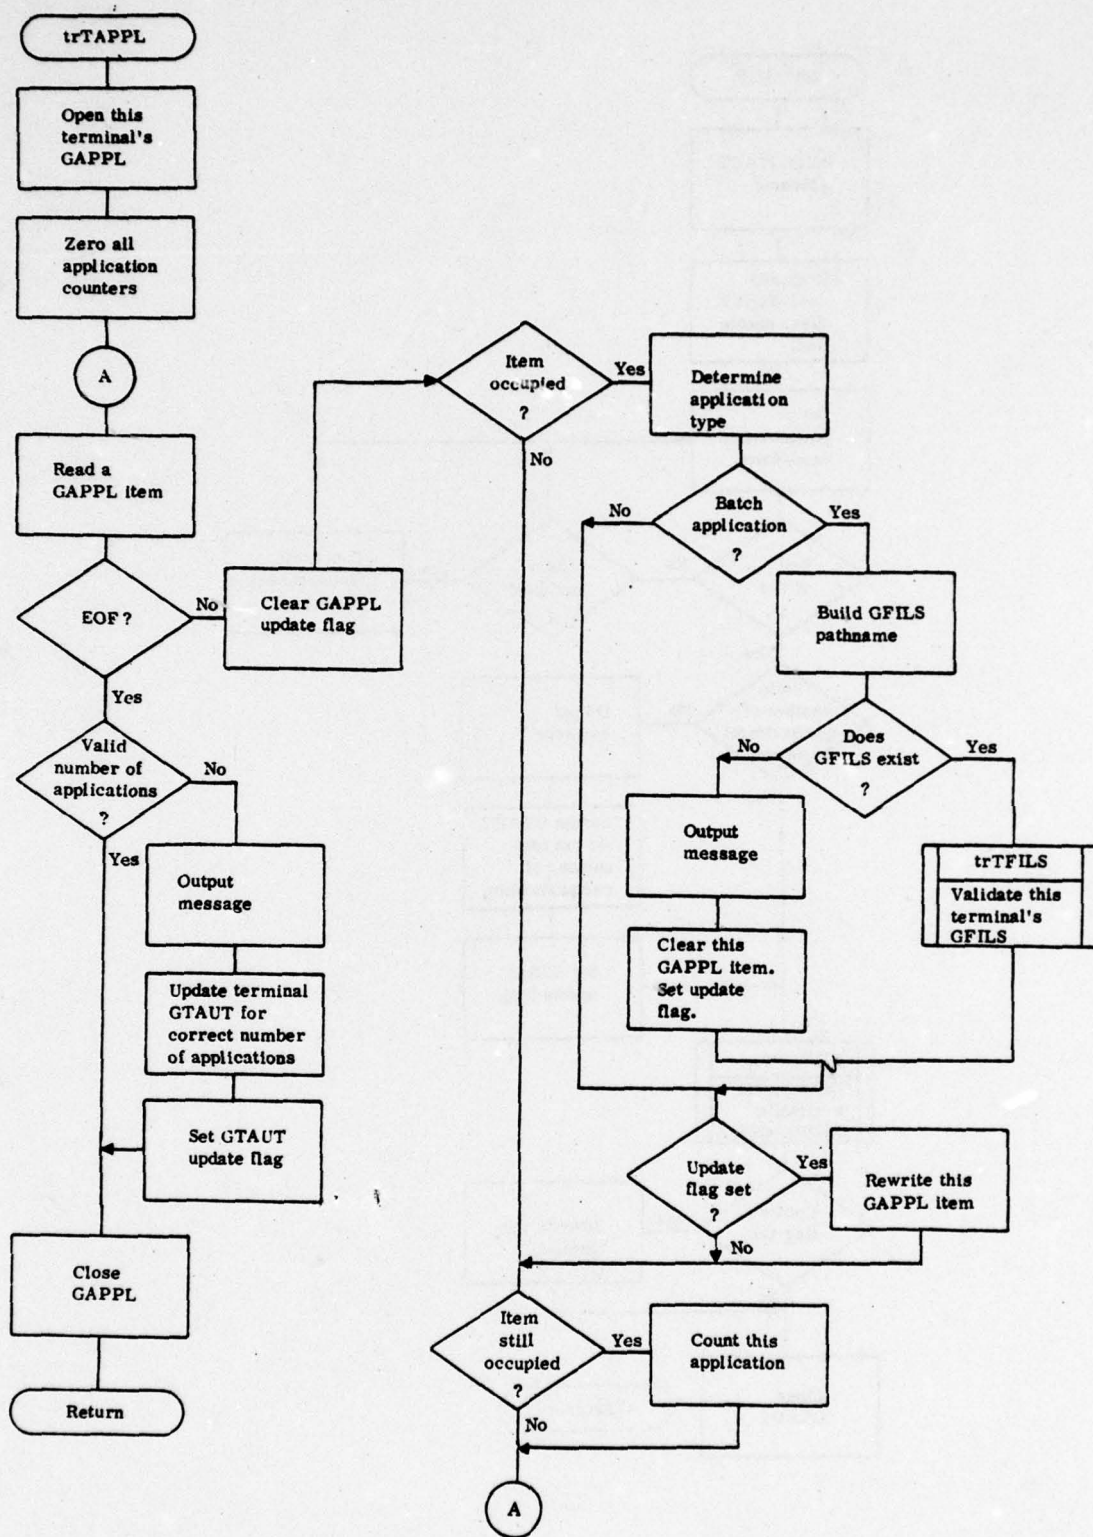 trTAPPL
Open this
terminal's
GAPPL
Zero all
application
counters
A
Read a
GAPPL item
EOF ?
No
Yes
Clear GAPPL
update flag
Valid
number of
applications
?
No
Yes
Output
message
Update terminal
GTAUT for
correct number
of applications
Set GTAUT
update flag
Close
GAPPL
Return
Item
occupied
?
Yes
No
Determine
application
type
Batch
application
?
No
Yes
Build GFILS
pathname
Does
GFILS exist
?
No
Yes
Output
message
Clear this
GAPPL item.
Set update
flag.
trTFILS
Validate this
terminal's
GFILS
Update
flag set
?
Yes
No
Rewrite this
GAPPL item
Item
still
occupied
?
Yes
No
Count this
application
A